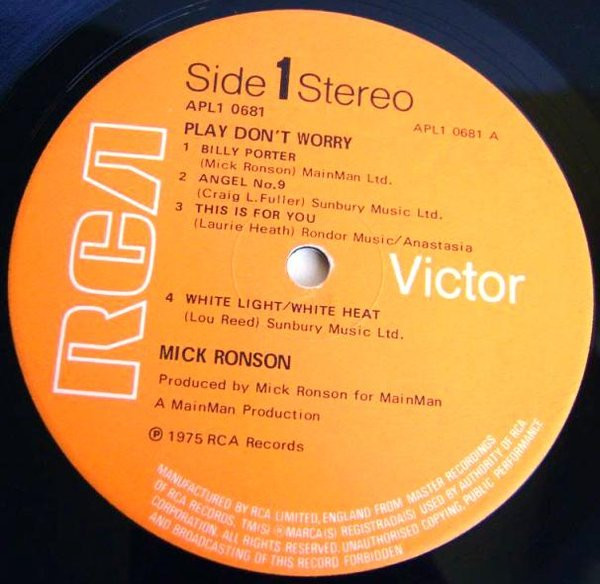 Side 1 Stereo
APL1 0681
APL1 0681 A
PLAY DON'T WORRY
1 BILLY PORTER
(Mick Ronson) MainMan Ltd.
2 ANGEL No.9
(Craig L.Fuller) Sunbury Music Ltd.
3 THIS IS FOR YOU
(Laurie Heath) Rondor Music/Anastasia
RCA
Victor
4 WHITE LIGHT/WHITE HEAT
(Lou Reed) Sunbury Music Ltd.
MICK RONSON
Produced by Mick Ronson for MainMan
A MainMan Production
℗ 1975 RCA Records
MANUFACTURED BY RCA LIMITED, ENGLAND FROM MASTER RECORDINGS
OF RCA RECORDS, TM(S) ® MARCA(S) REGISTRADA(S) USED BY AUTHORITY OF RCA
CORPORATION. ALL RIGHTS RESERVED. UNAUTHORISED COPYING, PUBLIC PERFORMANCE
AND BROADCASTING OF THIS RECORD FORBIDDEN